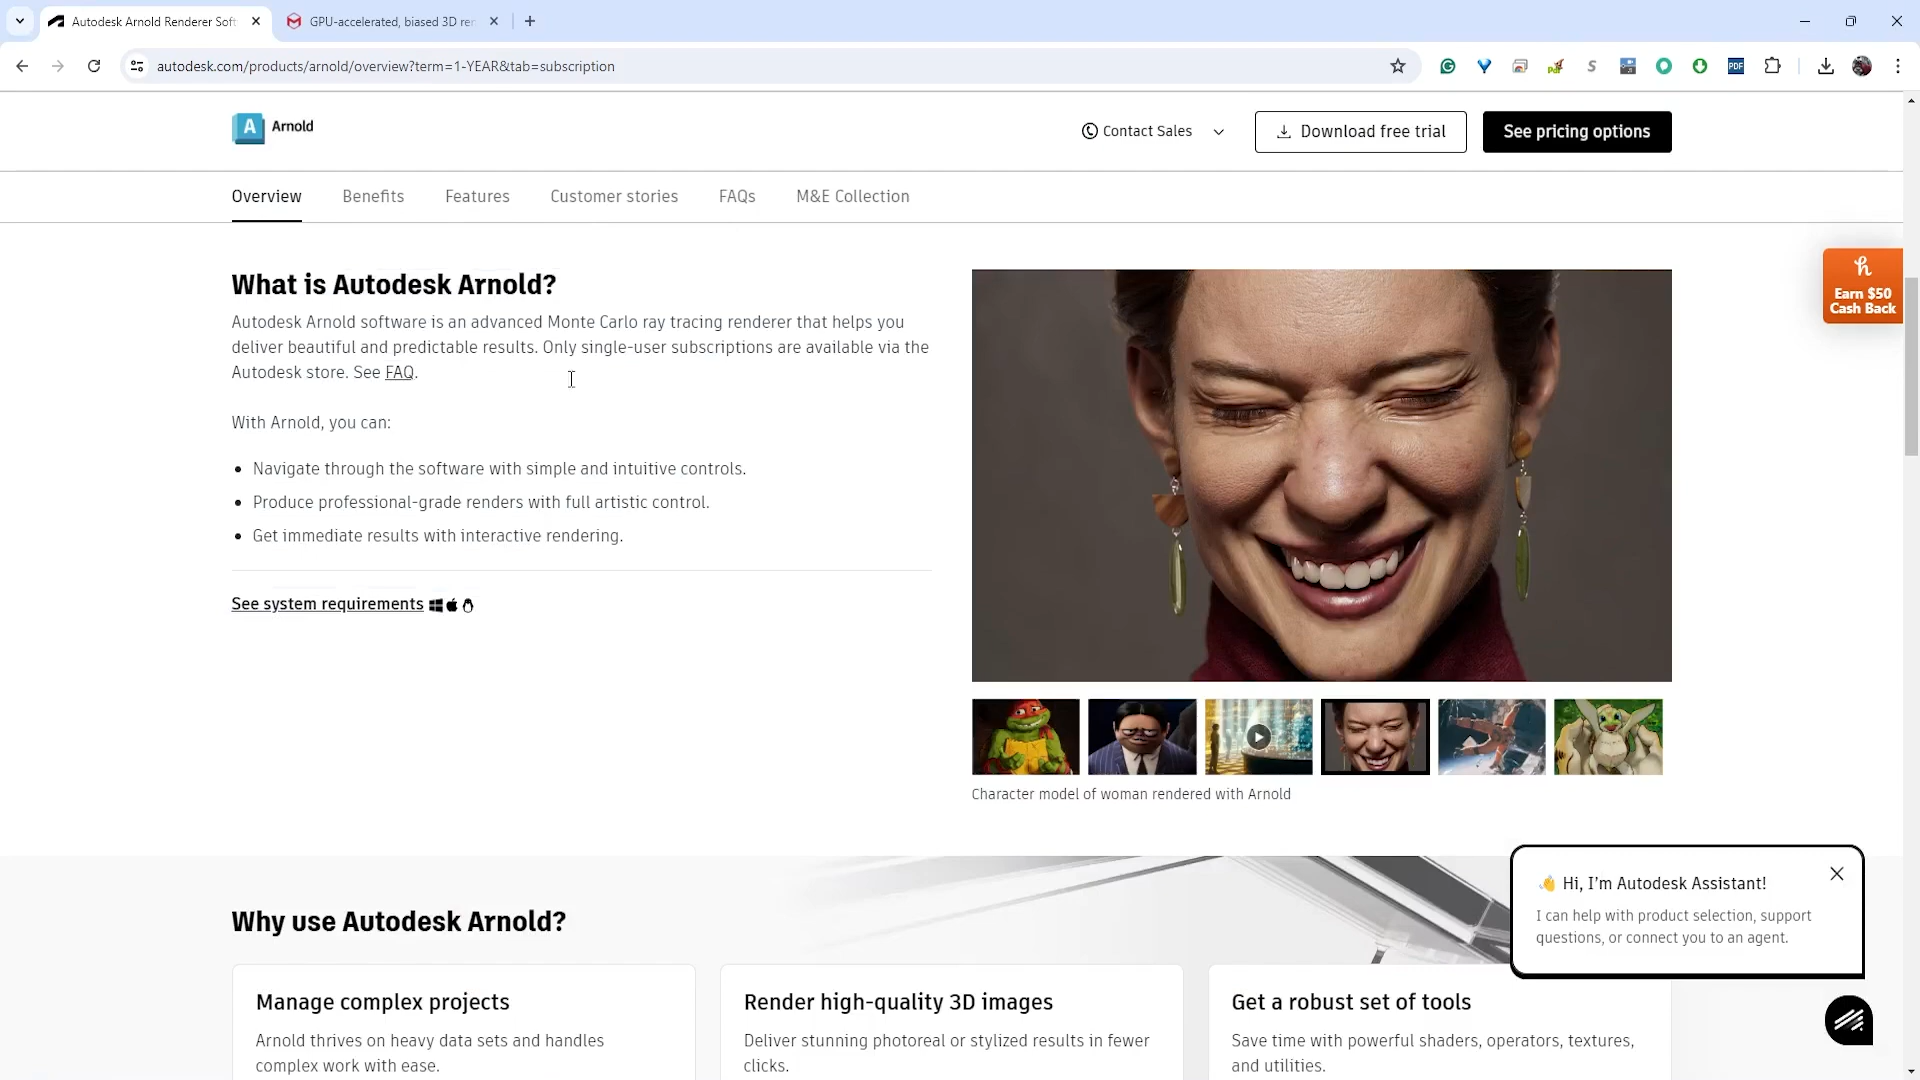 Autodesk Arnold Renderer Soft
GPU-accelerated, biased 3D ren
autodesk.com/products/arnold/overview?term=1-YEAR&tab=subscription
PDF
A
Arnold
Contact Sales
Download free trial
See pricing options
Overview
Benefits
Features
Customer stories
FAQs
M&E Collection
Earn $50
Cash Back
What is Autodesk Arnold?
Autodesk Arnold software is an advanced Monte Carlo ray tracing renderer that helps you
deliver beautiful and predictable results. Only single-user subscriptions are available via the
Autodesk store. See FAQ.
With Arnold, you can:
• Navigate through the software with simple and intuitive controls.
• Produce professional-grade renders with full artistic control.
• Get immediate results with interactive rendering.
See system requirements
Character model of woman rendered with Arnold
👋 Hi, I'm Autodesk Assistant!
I can help with product selection, support
questions, or connect you to an agent.
Why use Autodesk Arnold?
Manage complex projects
Arnold thrives on heavy data sets and handles
complex work with ease.
Render high-quality 3D images
Deliver stunning photoreal or stylized results in fewer
clicks.
Get a robust set of tools
Save time with powerful shaders, operators, textures,
and utilities.